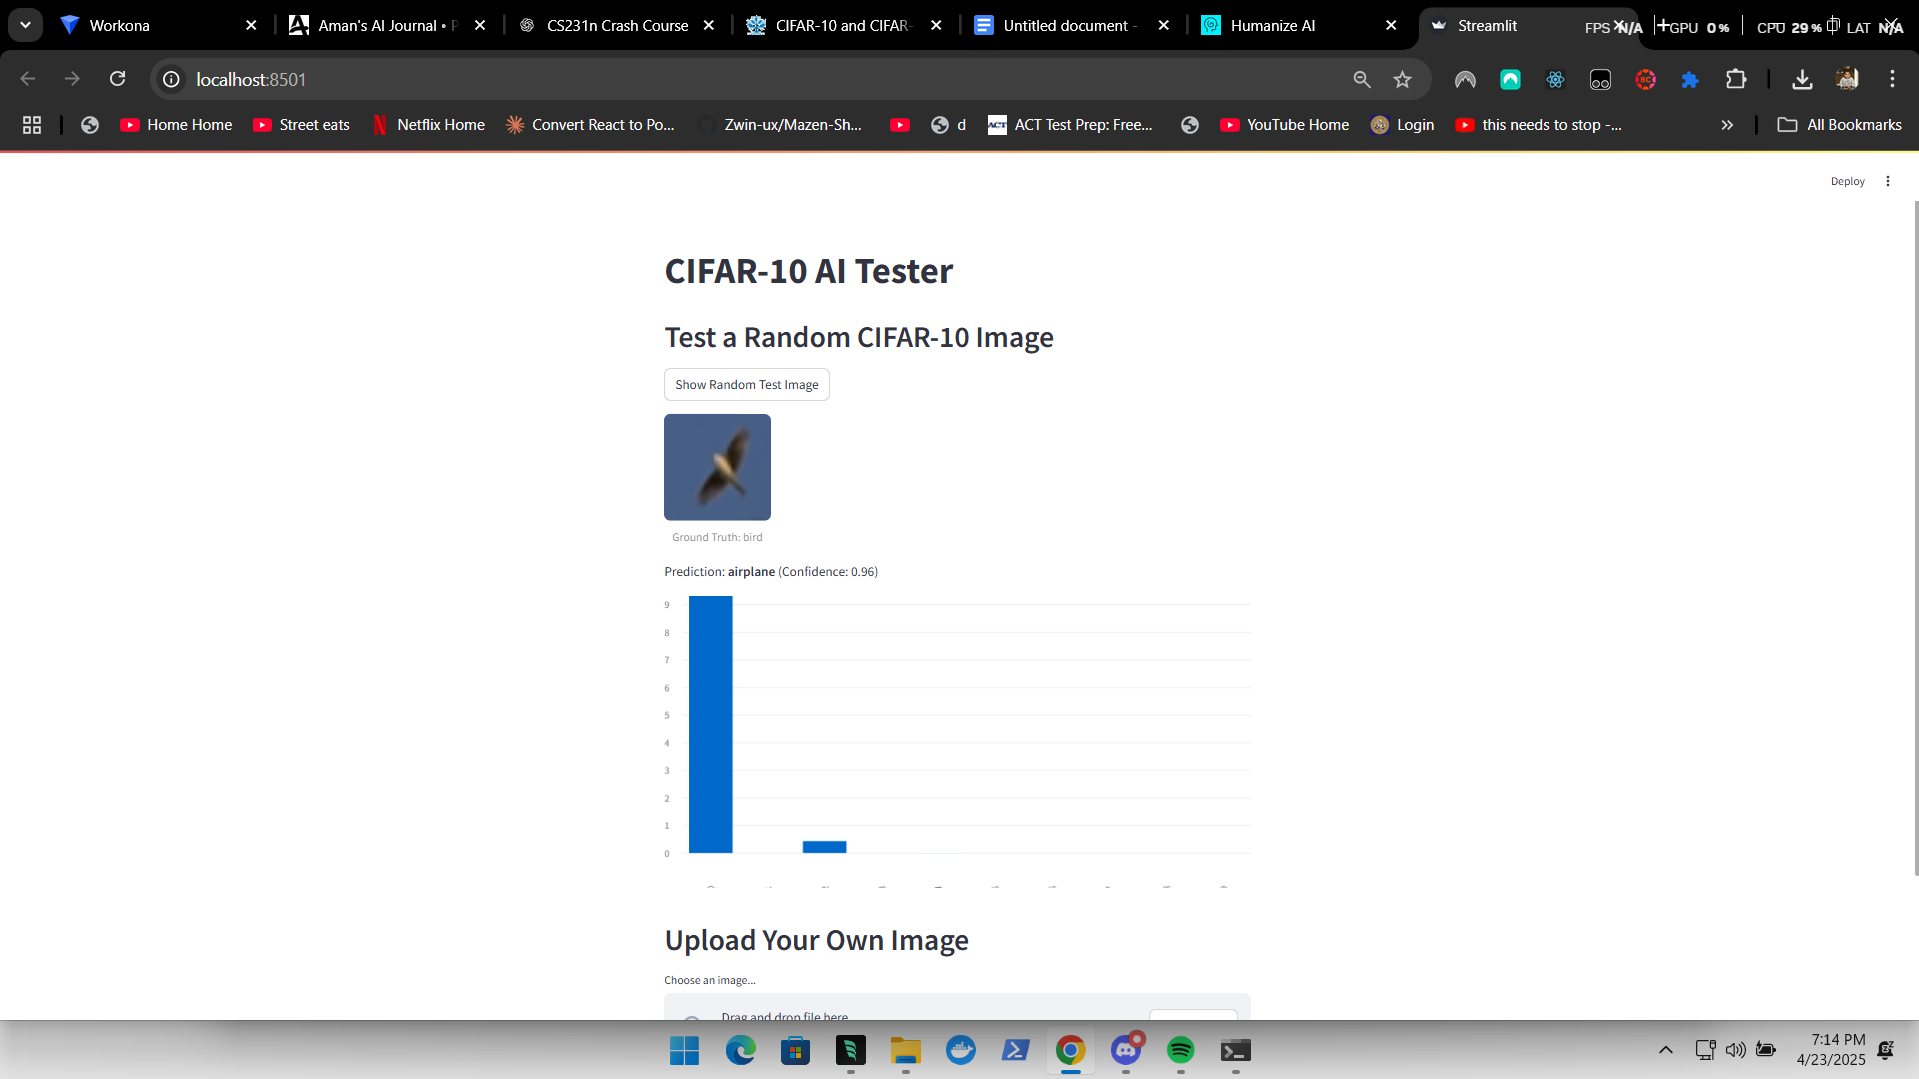 Workona
Aman's AI Journal • P
CS231n Crash Course
CIFAR-10 and CIFAR-
Untitled document -
Humanize AI
Streamlit
FPS N/A
GPU 0 %
CPU 29 %
LAT N/A
localhost:8501
Home Home
Street eats
Netflix Home
Convert React to Po...
Zwin-ux/Mazen-Sh...
d
ACT Test Prep: Free...
YouTube Home
Login
this needs to stop -...
All Bookmarks
Deploy
CIFAR-10 AI Tester
Test a Random CIFAR-10 Image
Show Random Test Image
Ground Truth: bird
Prediction: airplane (Confidence: 0.96)
9
8
7
6
5
4
3
2
1
0
Upload Your Own Image
Choose an image...
Drag and drop file here
7:14 PM
4/23/2025